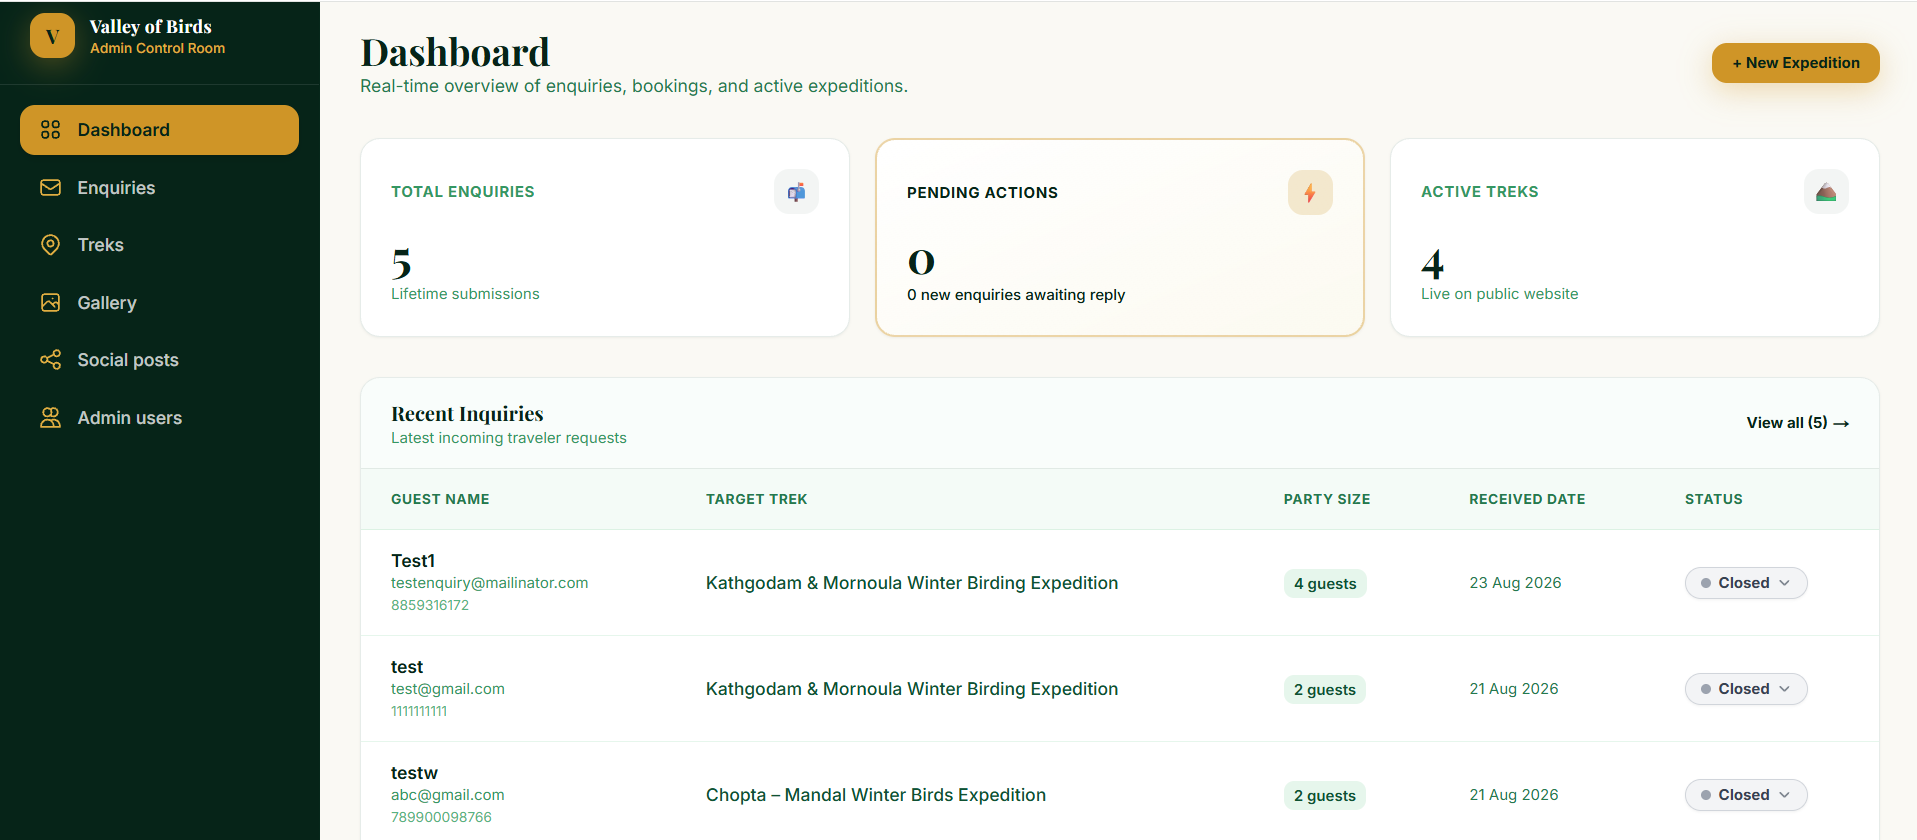 V
Valley of Birds
Admin Control Room
Dashboard
Enquiries
Treks
Gallery
Social posts
Admin users
Dashboard
Real-time overview of enquiries, bookings, and active expeditions.
+ New Expedition
TOTAL ENQUIRIES
5
Lifetime submissions
PENDING ACTIONS
0
0 new enquiries awaiting reply
ACTIVE TREKS
4
Live on public website
Recent Inquiries
Latest incoming traveler requests
View all (5) →
GUEST NAME TARGET TREK PARTY SIZE RECEIVED DATE STATUS
Test1
testenquiry@mailinator.com
8859316172
Kathgodam & Mornoula Winter Birding Expedition
4 guests
23 Aug 2026
Closed
test
test@gmail.com
1111111111
Kathgodam & Mornoula Winter Birding Expedition
2 guests
21 Aug 2026
Closed
testw
abc@gmail.com
789900098766
Chopta – Mandal Winter Birds Expedition
2 guests
21 Aug 2026
Closed